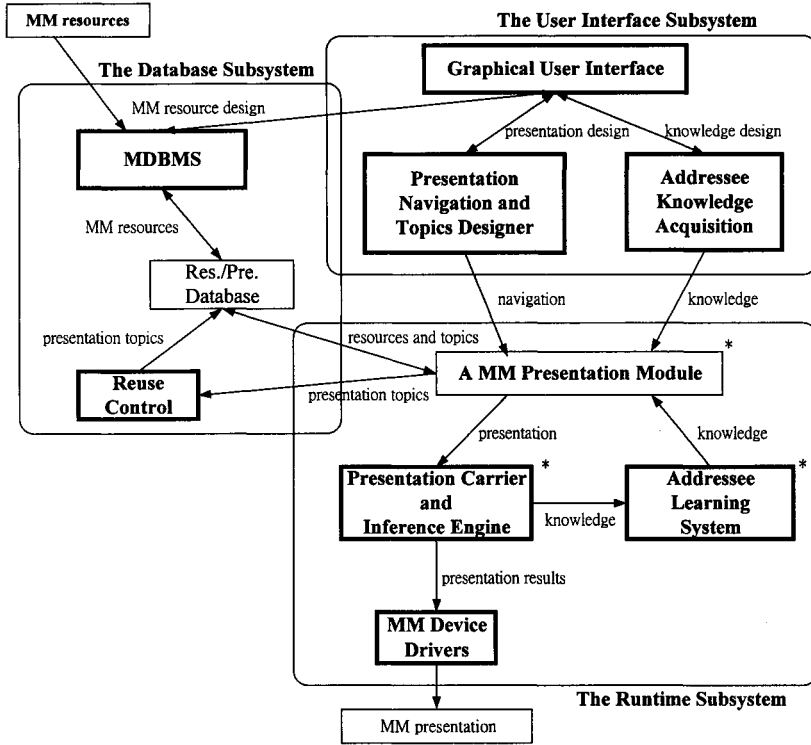 MM resources
The User Interface Subsystem
The Database Subsystem
Graphical User Interface
MM resource design
presentation design
knowledge design
MDBMS
Presentation
Navigation and
Topics Designer
Addressee
Knowledge
Acquisition
MM resources
Res./Pre.
Database
navigation
knowledge
presentation topics
resources and topics
*
A MM Presentation Module
Reuse
Control
presentation topics
presentation
knowledge
*
*
Presentation Carrier
and
Inference Engine
knowledge
Addressee
Learning
System
presentation results
MM Device
Drivers
The Runtime Subsystem
MM presentation